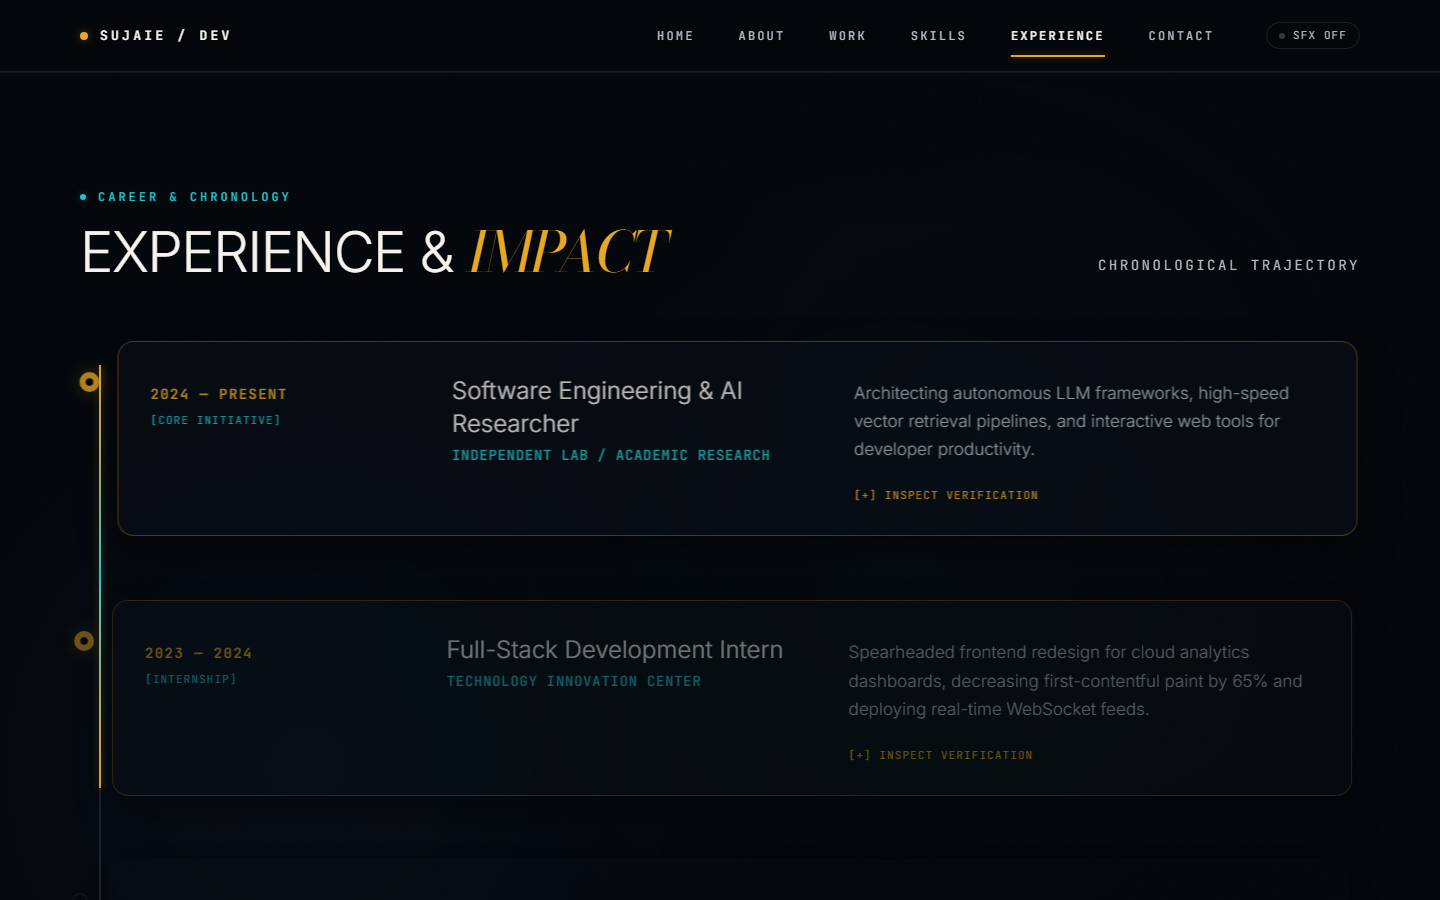 SUJAIE / DEV
HOME
ABOUT
WORK
SKILLS
EXPERIENCE
CONTACT
SFX OFF
CAREER & CHRONOLOGY
EXPERIENCE & IMPACT
CHRONOLOGICAL TRAJECTORY
2024 — PRESENT
[CORE INITIATIVE]
Software Engineering & AI
Researcher
INDEPENDENT LAB / ACADEMIC RESEARCH
Architecting autonomous LLM frameworks, high-speed
vector retrieval pipelines, and interactive web tools for
developer productivity.
[+] INSPECT VERIFICATION
2023 — 2024
[INTERNSHIP]
Full-Stack Development Intern
TECHNOLOGY INNOVATION CENTER
Spearheaded frontend redesign for cloud analytics
dashboards, decreasing first-contentful paint by 65% and
deploying real-time WebSocket feeds.
[+] INSPECT VERIFICATION